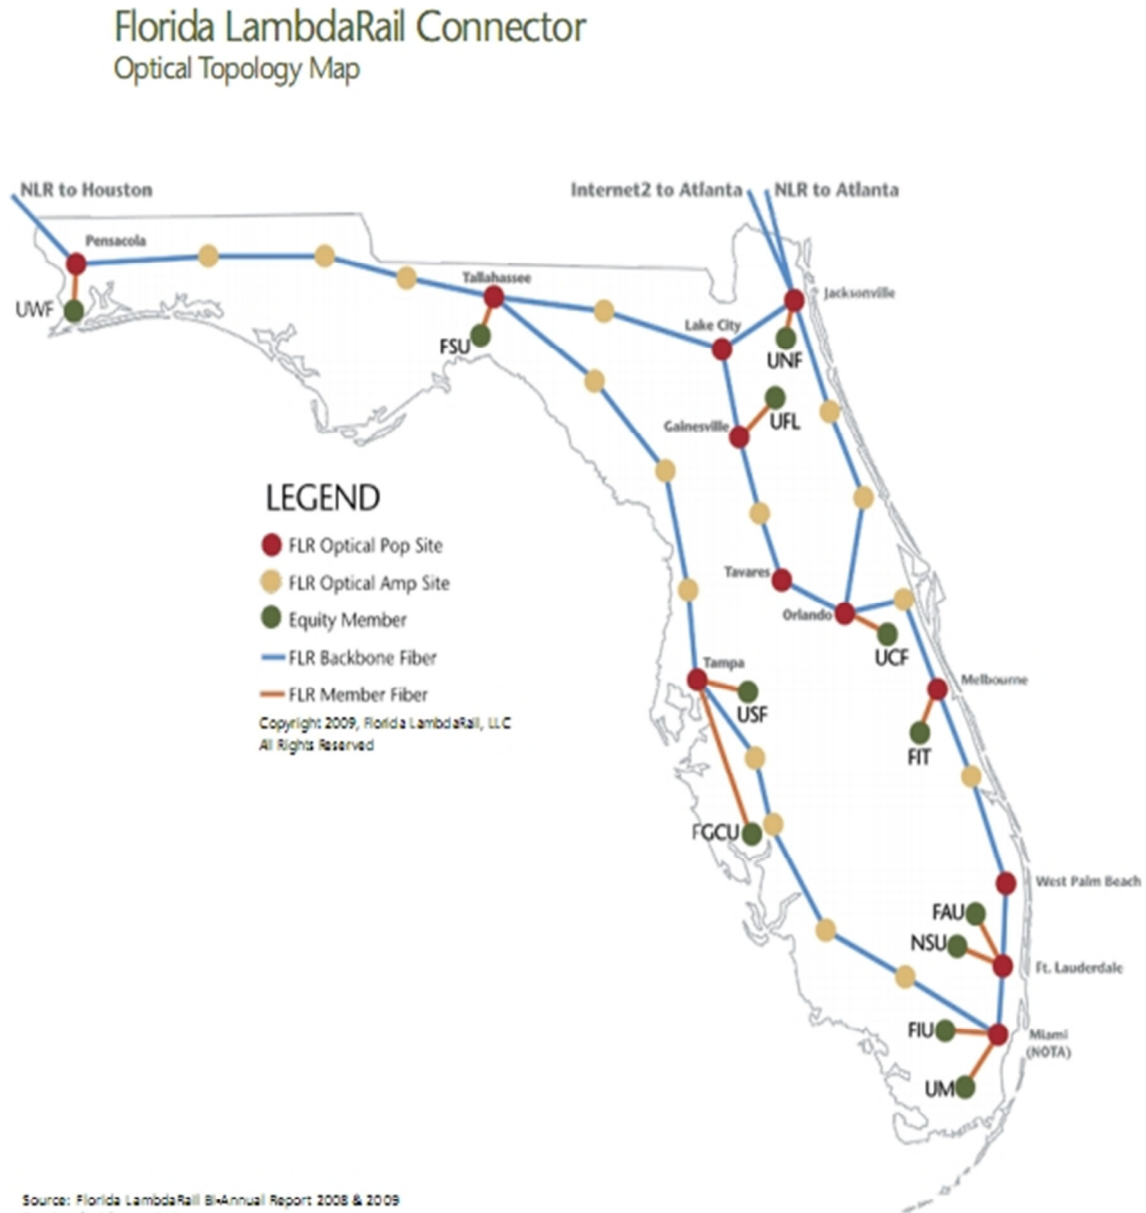 Florida LambdaRail Connector
Optical Topology Map
NLR to Houston
Internet2 to Atlanta
NLR to Atlanta
Pensacola
UWF
Tallahassee
FSU
Jacksonville
Lake City
UNF
UFL
Gainesville
LEGEND
FLR Optical Pop Site
FLR Optical Amp Site
Equity Member
FLR Backbone Fiber
FLR Member Fiber
Copyright 2009, Florida LambdaRail, LLC
All Rights Reserved
Tavares
Orlando
UCF
Tampa
USF
Melbourne
FIT
FGCU
West Palm Beach
FAU
NSU
Ft. Lauderdale
FIU
Miami
(NOTA)
UM
Source: Florida LambdaRail Bi-Annual Report 2008 & 2009